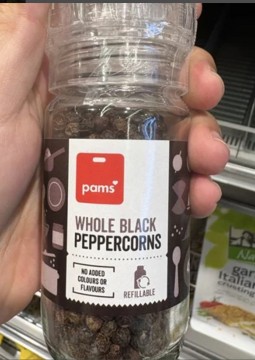 pams
WHOLE BLACK
PEPPERCORNS
NO ADDED
COLOURS OR
FLAVOURS
REFILLABLE